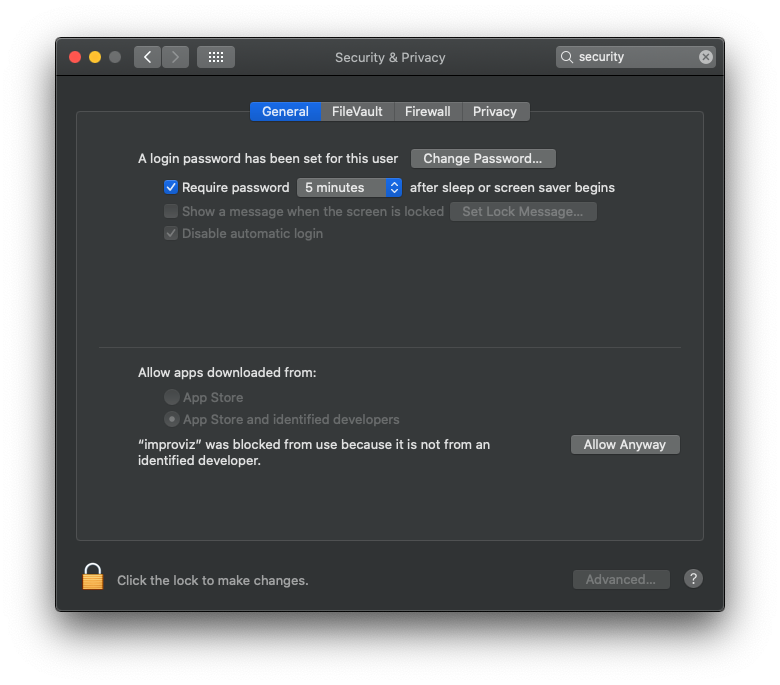 Security & Privacy
security
General
FileVault
Firewall
Privacy
A login password has been set for this user
Change Password...
Require password
5 minutes
after sleep or screen saver begins
Show a message when the screen is locked
Set Lock Message...
Disable automatic login
Allow apps downloaded from:
App Store
App Store and identified developers
“improviz” was blocked from use because it is not from an
identified developer.
Allow Anyway
Click the lock to make changes.
Advanced...
?